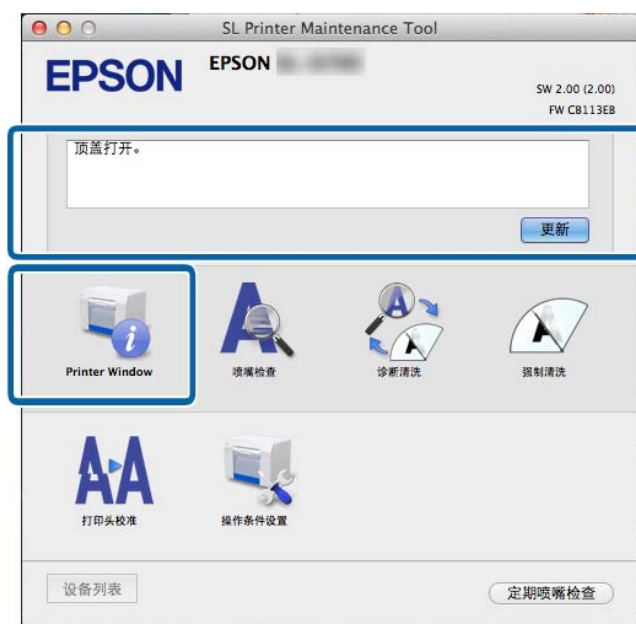 SL Printer Maintenance Tool
EPSON
EPSON
SW 2.00 (2.00)
FW CB113EB
顶盖打开。
更新
Printer Window
喷嘴检查
诊断清洗
强制清洗
打印头校准
操作条件设置
设备列表
定期喷嘴检查